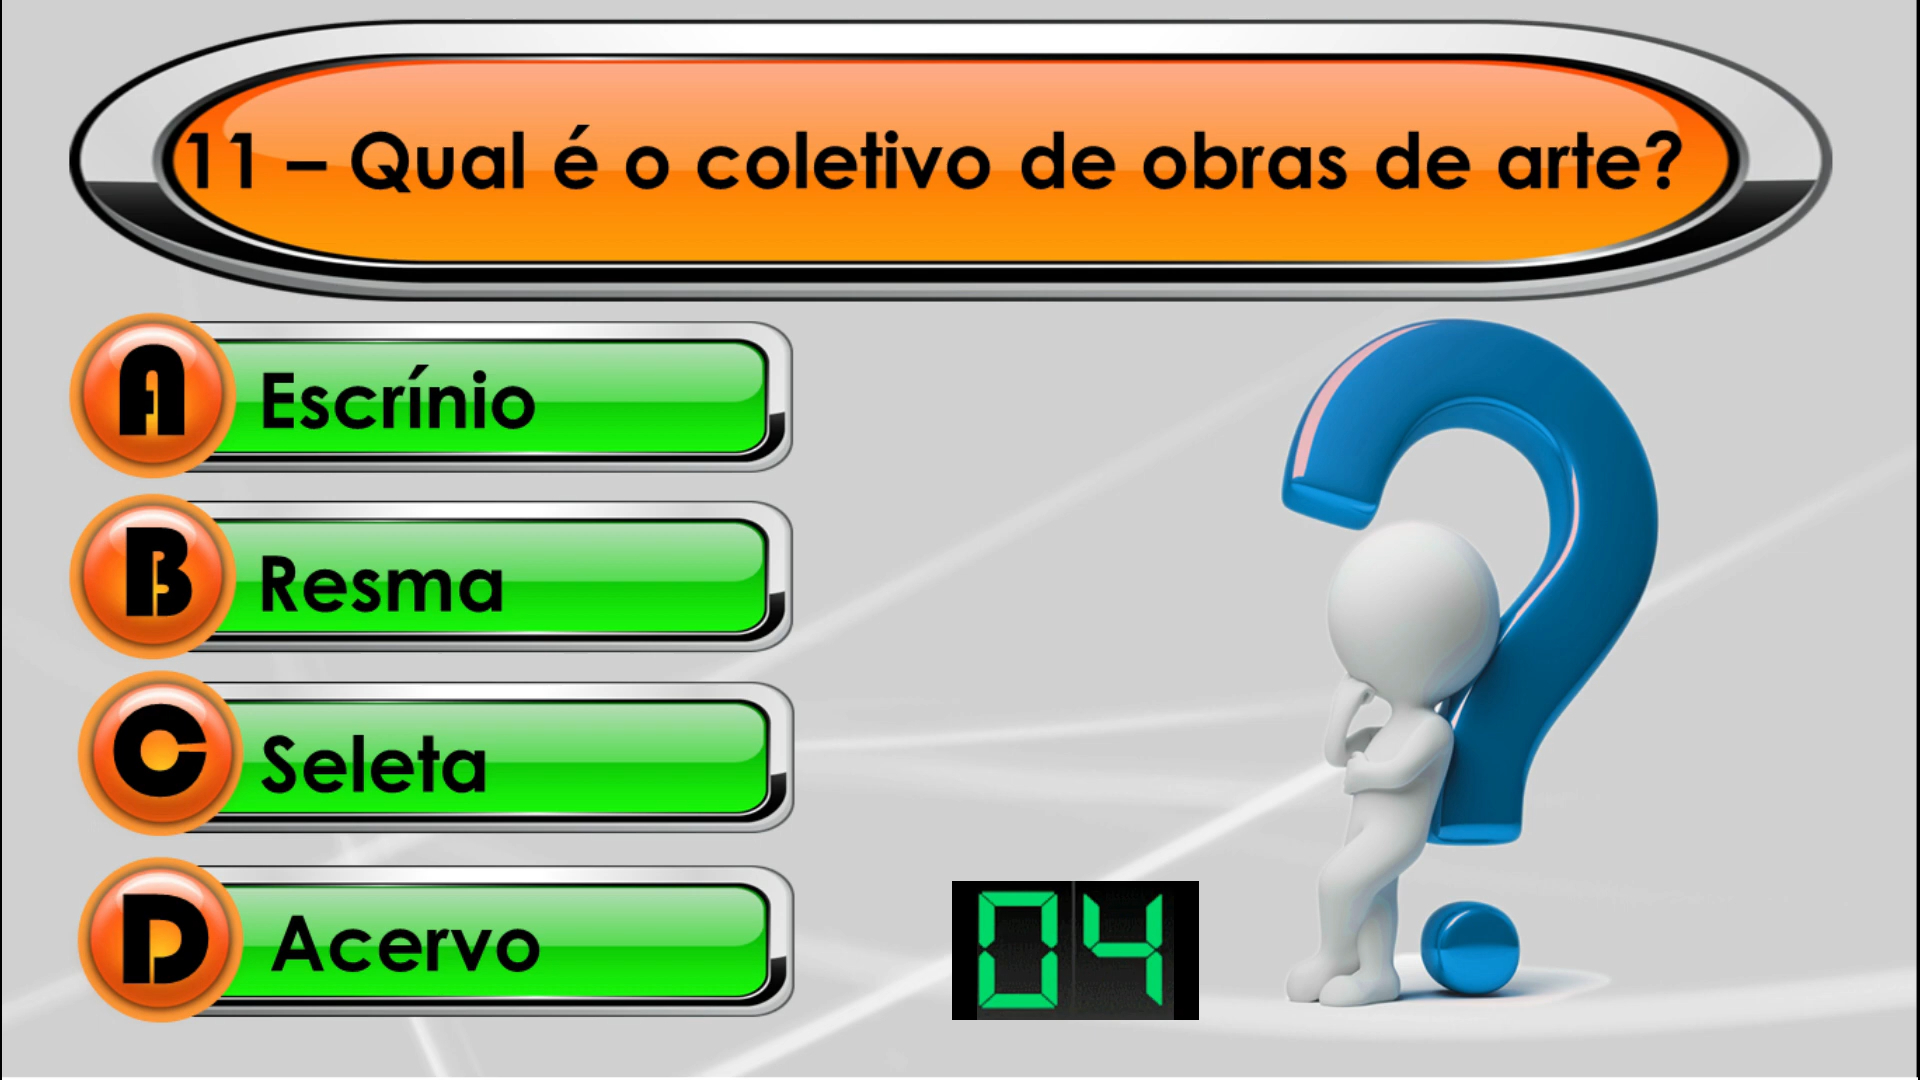 11 – Qual é o coletivo de obras de arte?
A Escrínio
B Resma
C Seleta
D Acervo
04